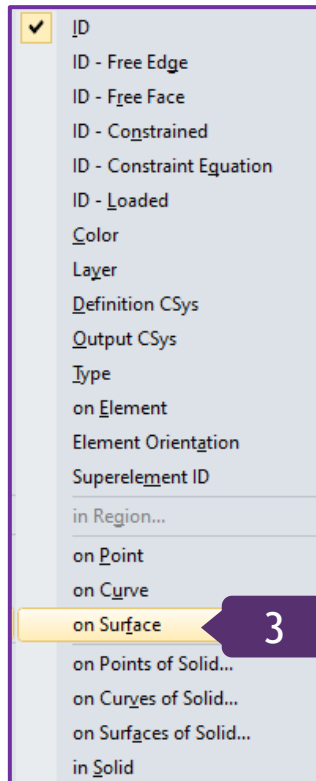 ID
ID - Free Edge
ID - Free Face
ID - Constrained
ID - Constraint Equation
ID - Loaded
Color
Layer
Definition CSys
Output CSys
Type
on Element
Element Orientation
Superelement ID
in Region...
on Point
on Curve
on Surface 3
on Points of Solid...
on Curves of Solid...
on Surfaces of Solid...
in Solid